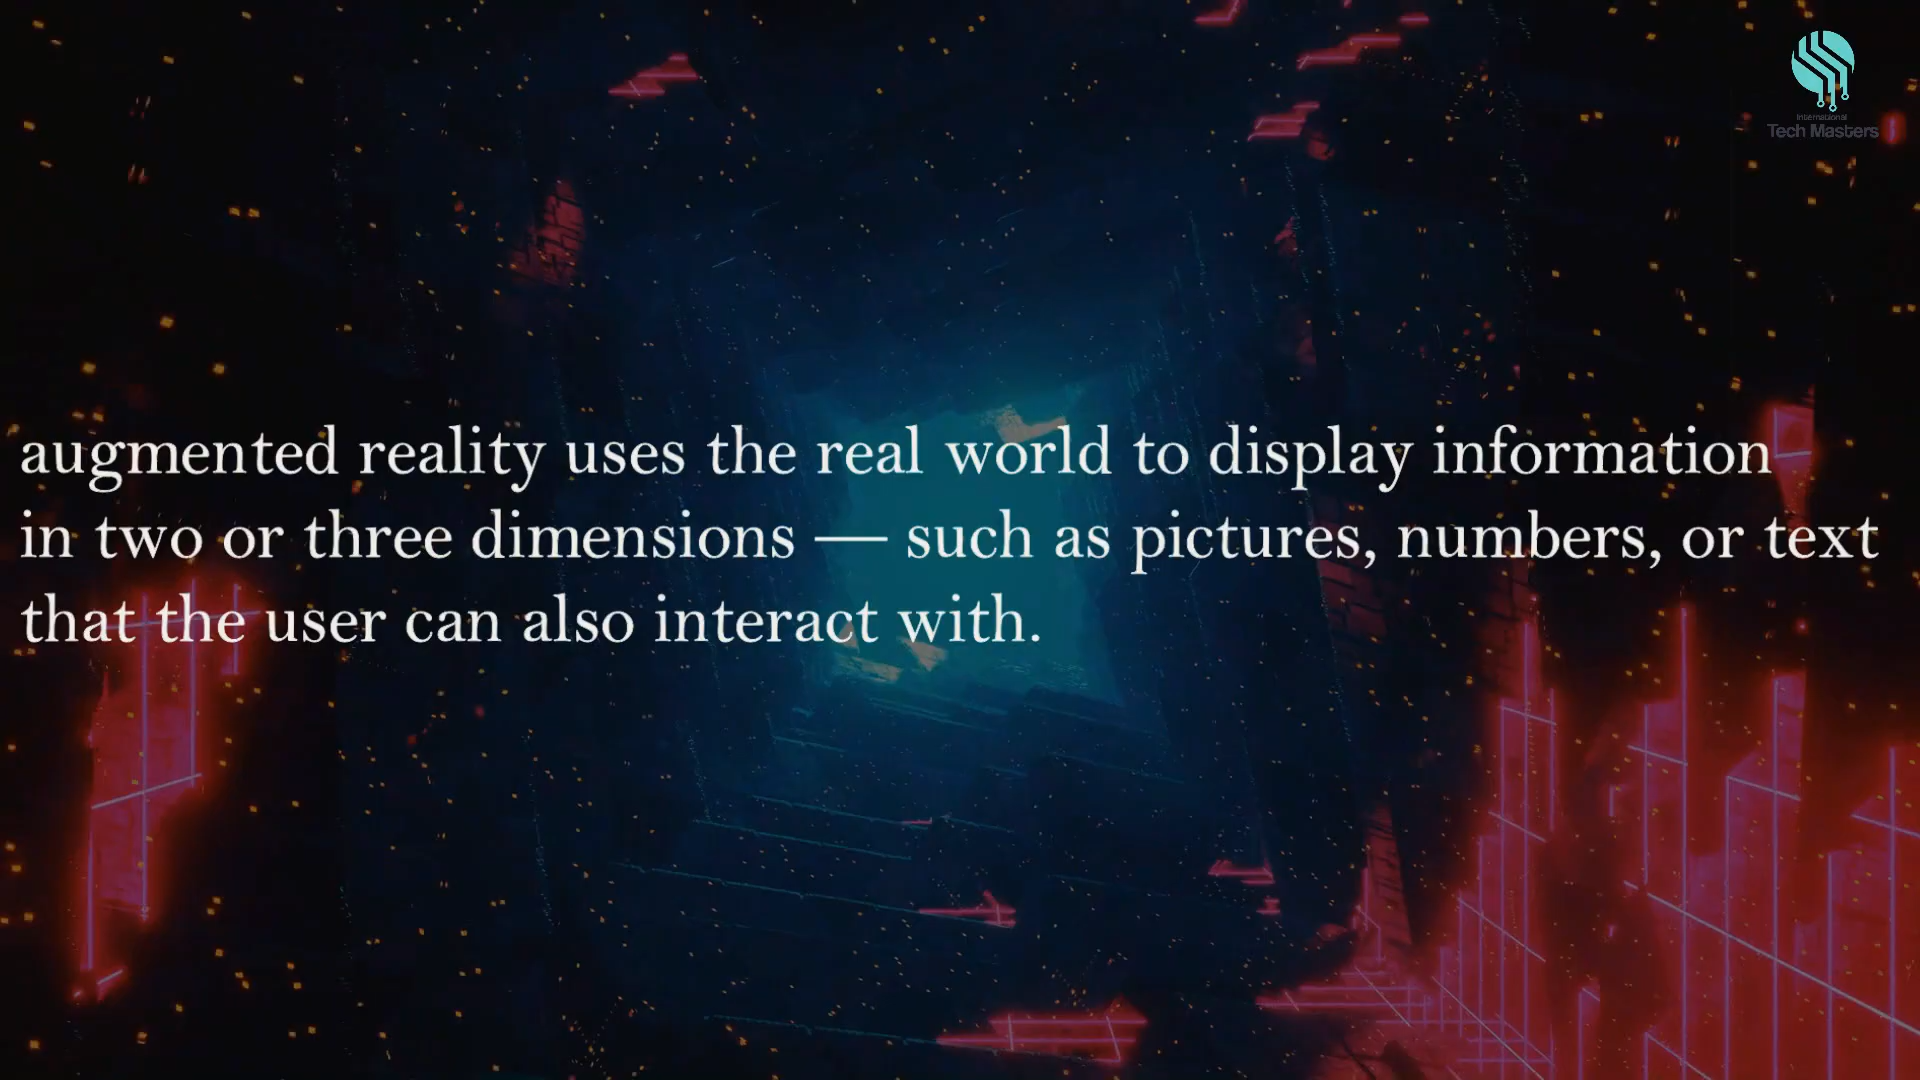 International
Tech Masters
augmented reality uses the real world to display information
in two or three dimensions — such as pictures, numbers, or text
that the user can also interact with.